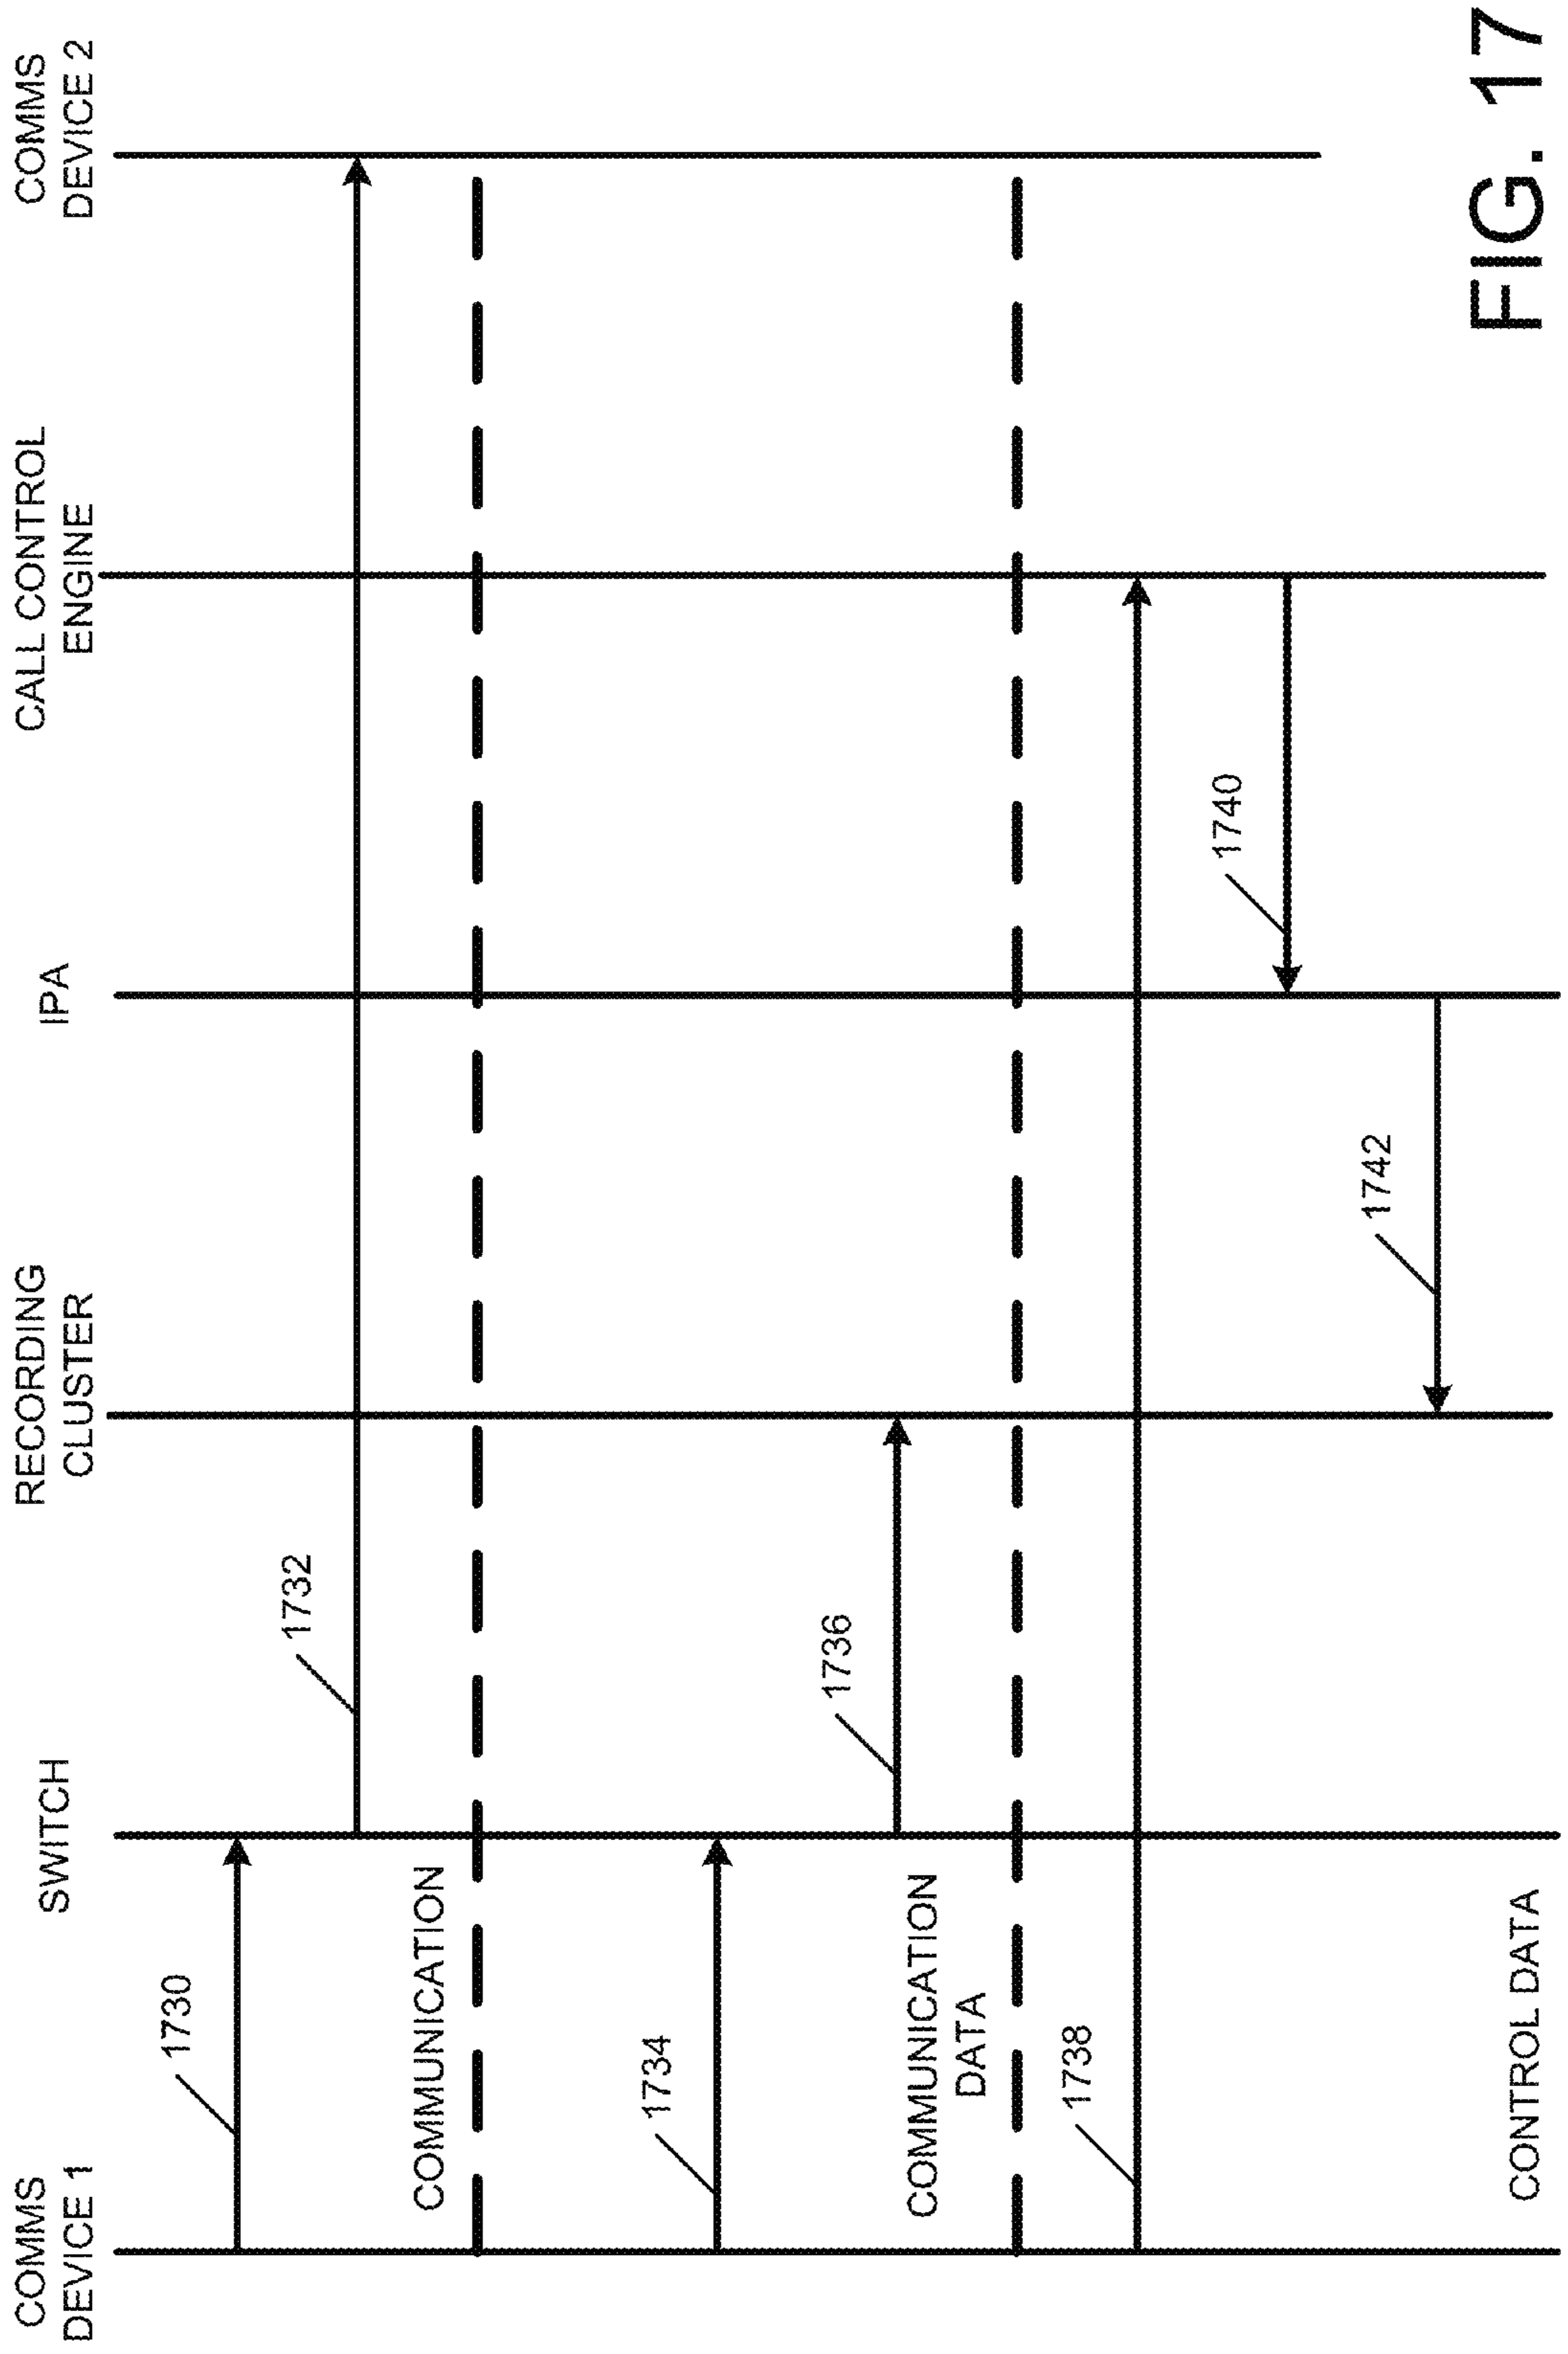 COMMS
DEVICE 1
SWITCH
RECORDING
CLUSTER
IPA
CALL CONTROL
ENGINE
COMMS
DEVICE 2
1730
1732
COMMUNICATION
1734
1736
COMMUNICATION
DATA
1738
1740
1742
CONTROL DATA
FIG. 17